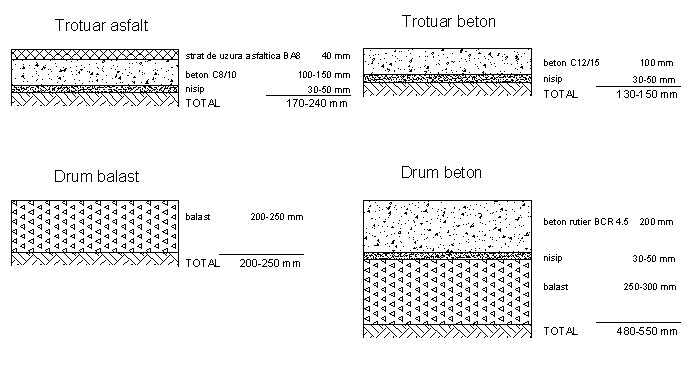 Trotuar asfalt
strat de uzura asfaltica BA8 40 mm
beton C8/10 100-150 mm
nisip 30-50 mm
TOTAL 170-240 mm
Trotuar beton
beton C12/15 100 mm
nisip 30-50 mm
TOTAL 130-150 mm
Drum balast
balast 200-250 mm
TOTAL 200-250 mm
Drum beton
beton rutier BCR 4.5 200 mm
nisip 30-50 mm
balast 250-300 mm
TOTAL 480-550 mm